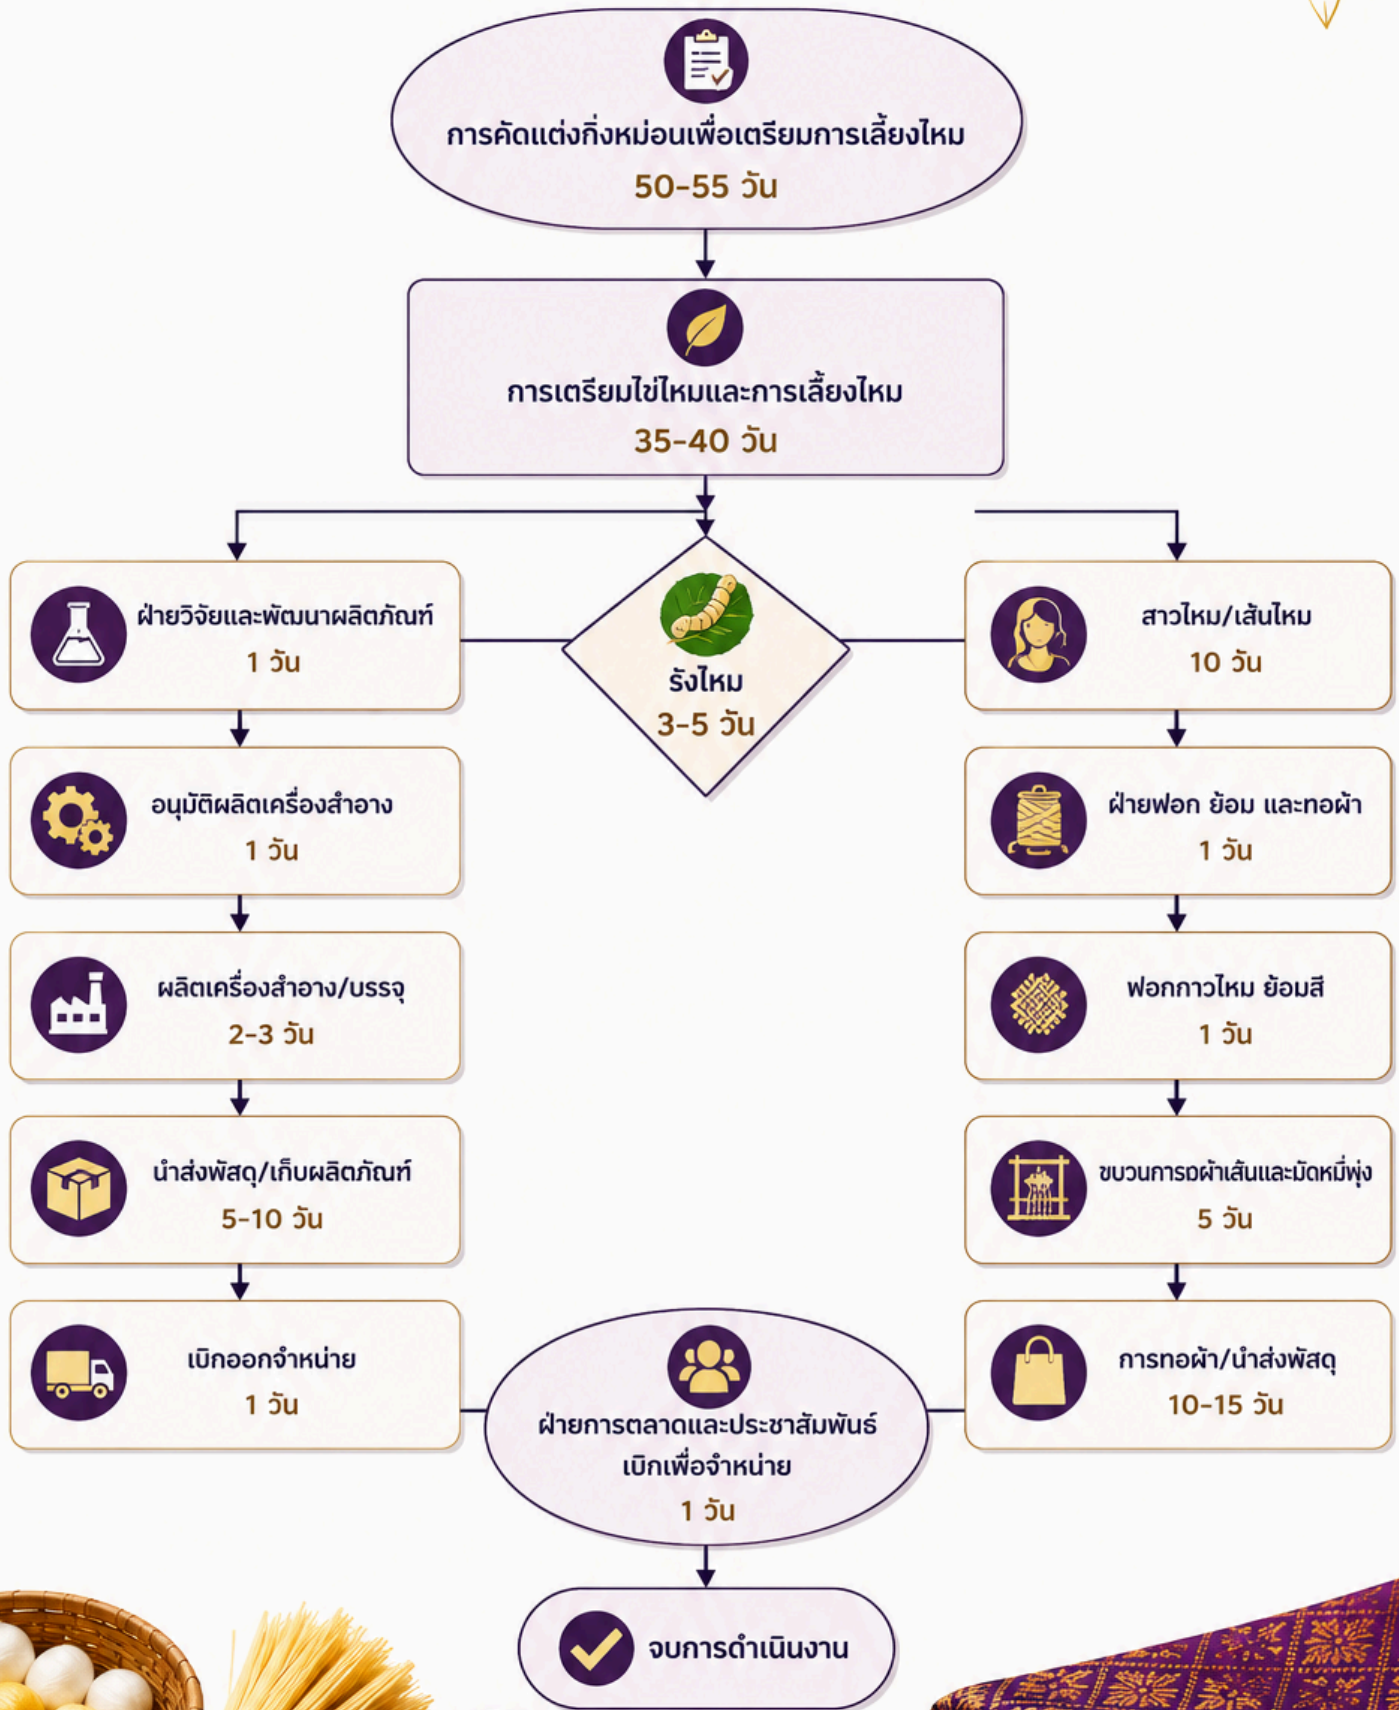 การคัดแต่งกิ่งหม่อนเพื่อเตรียมการเลี้ยงไหม
50-55 วัน
การเตรียมไข่ไหมและการเลี้ยงไหม
35-40 วัน
รังไหม
3-5 วัน
ฝ่ายวิจัยและพัฒนาผลิตภัณฑ์
1 วัน
อนุมัติผลิตเครื่องสำอาง
1 วัน
ผลิตเครื่องสำอาง/บรรจุ
2-3 วัน
นำส่งพัสดุ/เก็บผลิตภัณฑ์
5-10 วัน
เบิกออกจำหน่าย
1 วัน
สาวไหม/เส้นไหม
10 วัน
ฝ่ายฟอก ย้อม และทอผ้า
1 วัน
ฟอกกาวไหม ย้อมสี
1 วัน
ขบวนการถผ้าเส้นและมัดหมี่พุ่ง
5 วัน
การทอผ้า/นำส่งพัสดุ
10-15 วัน
ฝ่ายการตลาดและประชาสัมพันธ์
เบิกเพื่อจำหน่าย
1 วัน
จบการดำเนินงาน